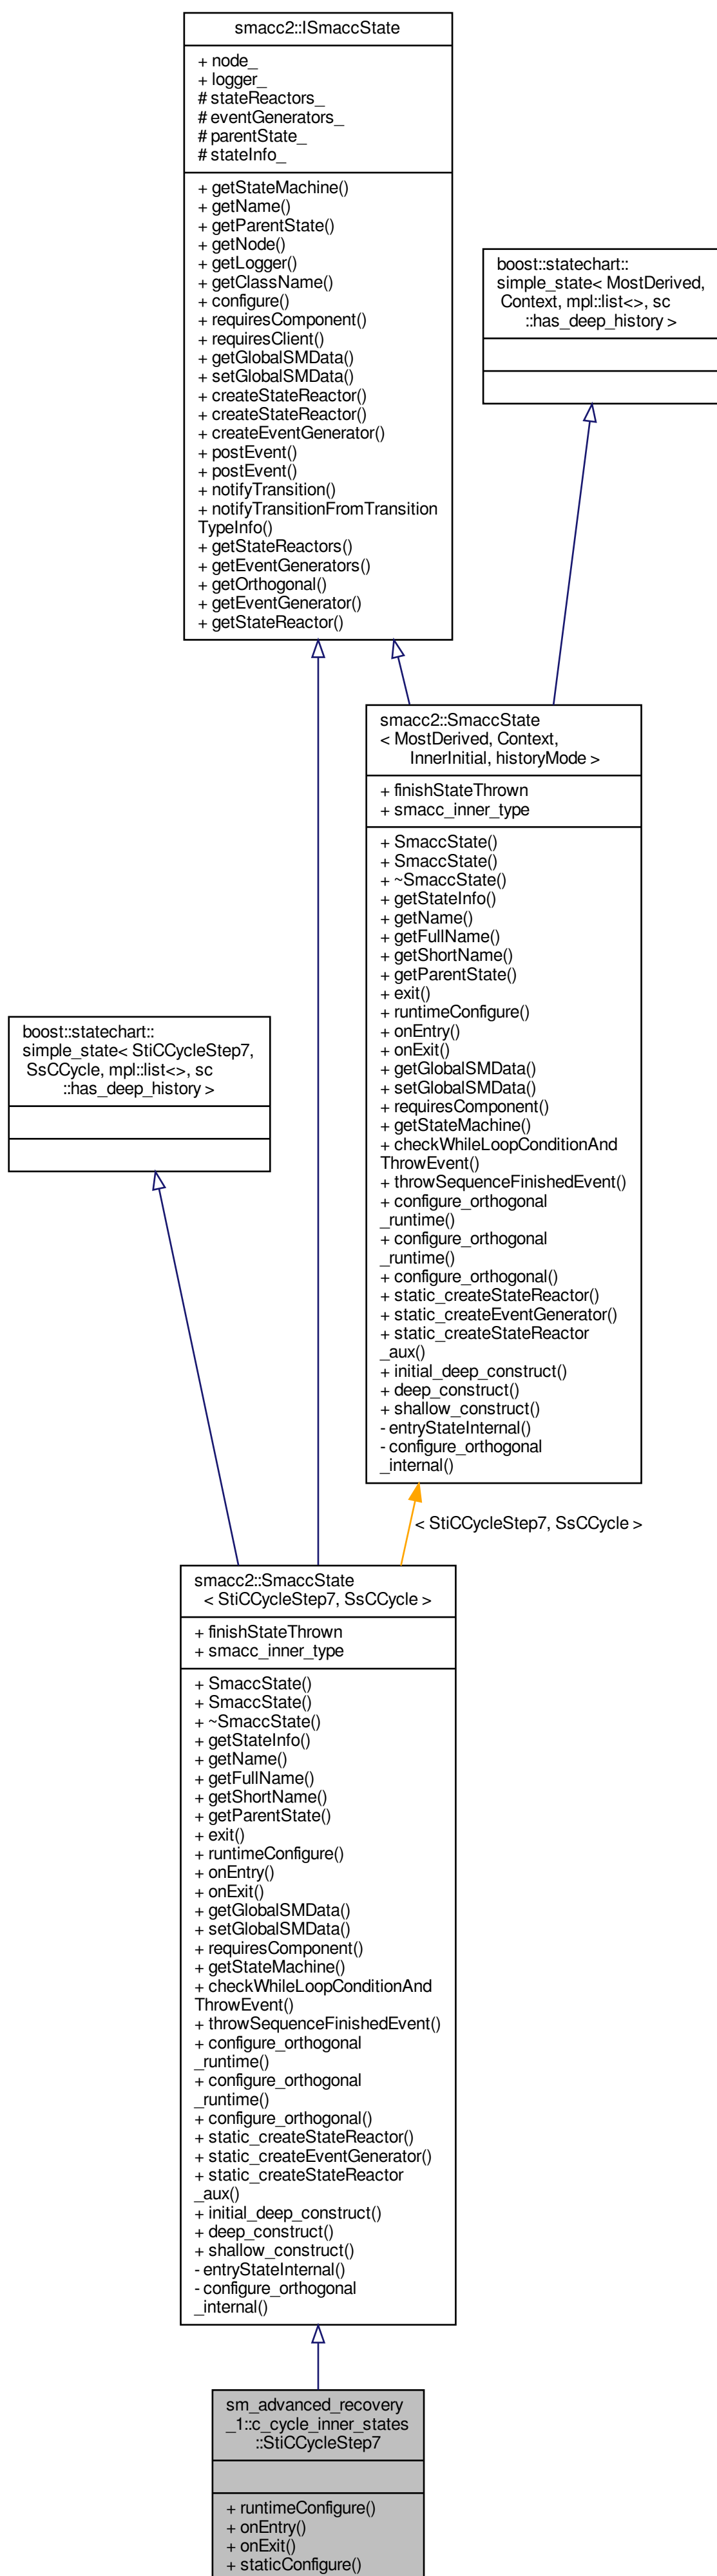 smacc2::ISmaccState
+ node_
+ logger_
# stateReactors_
# eventGenerators_
# parentState_
# stateInfo_
+ getStateMachine()
+ getName()
+ getParentState()
+ getNode()
+ getLogger()
+ getClassName()
+ configure()
+ requiresComponent()
+ requiresClient()
+ getGlobalSMData()
+ setGlobalSMData()
+ createStateReactor()
+ createStateReactor()
+ createEventGenerator()
+ postEvent()
+ postEvent()
+ notifyTransition()
+ notifyTransitionFromTransition
TypeInfo()
+ getStateReactors()
+ getEventGenerators()
+ getOrthogonal()
+ getEventGenerator()
+ getStateReactor()
boost::statechart::
simple_state< MostDerived,
Context, mpl::list<>, sc
::has_deep_history >
smacc2::SmaccState
< MostDerived, Context,
InnerInitial, historyMode >
+ finishStateThrown
+ smacc_inner_type
+ SmaccState()
+ SmaccState()
+ ~SmaccState()
+ getStateInfo()
+ getName()
+ getFullName()
+ getShortName()
+ getParentState()
+ exit()
+ runtimeConfigure()
+ onEntry()
+ onExit()
+ getGlobalSMData()
+ setGlobalSMData()
+ requiresComponent()
+ getStateMachine()
+ checkWhileLoopConditionAnd
ThrowEvent()
+ throwSequenceFinishedEvent()
+ configure_orthogonal
_runtime()
+ configure_orthogonal
_runtime()
+ configure_orthogonal()
+ static_createStateReactor()
+ static_createEventGenerator()
+ static_createStateReactor
_aux()
+ initial_deep_construct()
+ deep_construct()
+ shallow_construct()
- entryStateInternal()
- configure_orthogonal
_internal()
boost::statechart::
simple_state< StiCCycleStep7,
SsCCycle, mpl::list<>, sc
::has_deep_history >
< StiCCycleStep7, SsCCycle >
smacc2::SmaccState
< StiCCycleStep7, SsCCycle >
+ finishStateThrown
+ smacc_inner_type
+ SmaccState()
+ SmaccState()
+ ~SmaccState()
+ getStateInfo()
+ getName()
+ getFullName()
+ getShortName()
+ getParentState()
+ exit()
+ runtimeConfigure()
+ onEntry()
+ onExit()
+ getGlobalSMData()
+ setGlobalSMData()
+ requiresComponent()
+ getStateMachine()
+ checkWhileLoopConditionAnd
ThrowEvent()
+ throwSequenceFinishedEvent()
+ configure_orthogonal
_runtime()
+ configure_orthogonal
_runtime()
+ configure_orthogonal()
+ static_createStateReactor()
+ static_createEventGenerator()
+ static_createStateReactor
_aux()
+ initial_deep_construct()
+ deep_construct()
+ shallow_construct()
- entryStateInternal()
- configure_orthogonal
_internal()
sm_advanced_recovery
_1::c_cycle_inner_states
::StiCCycleStep7
+ runtimeConfigure()
+ onEntry()
+ onExit()
+ staticConfigure()